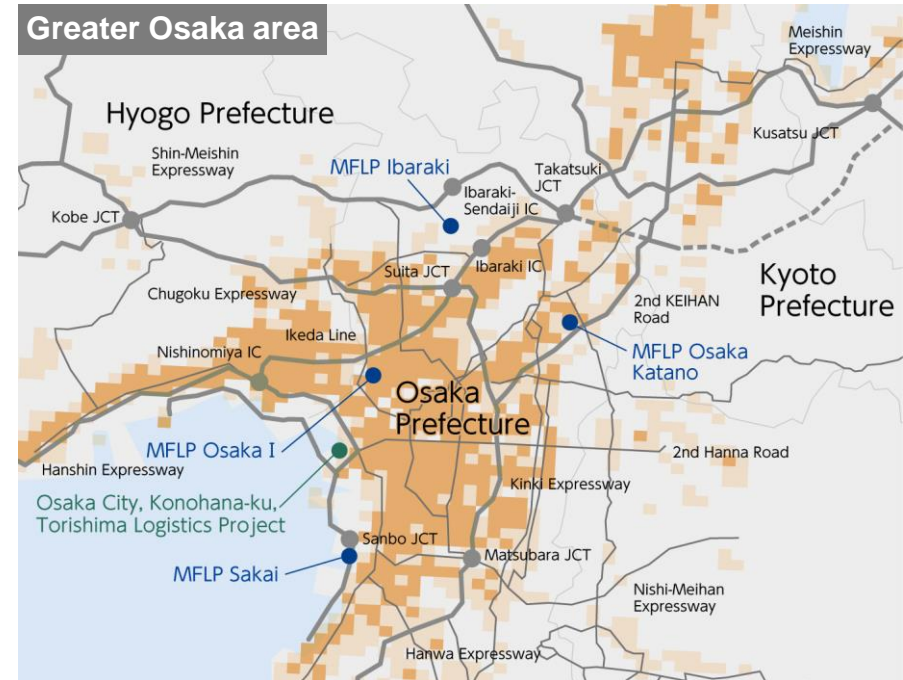 Greater Osaka area
Meishin
Expressway
Hyogo Prefecture
Kusatsu JCT
Shin-Meishin
Expressway
MFLP Ibaraki
Takatsuki
JCT
Ibaraki-
Sendaiji IC
Kobe JCT
Ibaraki IC
Suita JCT
Kyoto
Prefecture
Chugoku Expressway
2nd KEIHAN
Road
Ikeda Line
Nishinomiya IC
MFLP Osaka
Katano
Osaka
Prefecture
MFLP Osaka I
2nd Hanna Road
Hanshin Expressway
Kinki Expressway
Osaka City, Konohana-ku,
Torishima Logistics Project
Sanbo JCT
Matsubara JCT
MFLP Sakai
Nishi-Meihan
Expressway
Hanwa Expressway